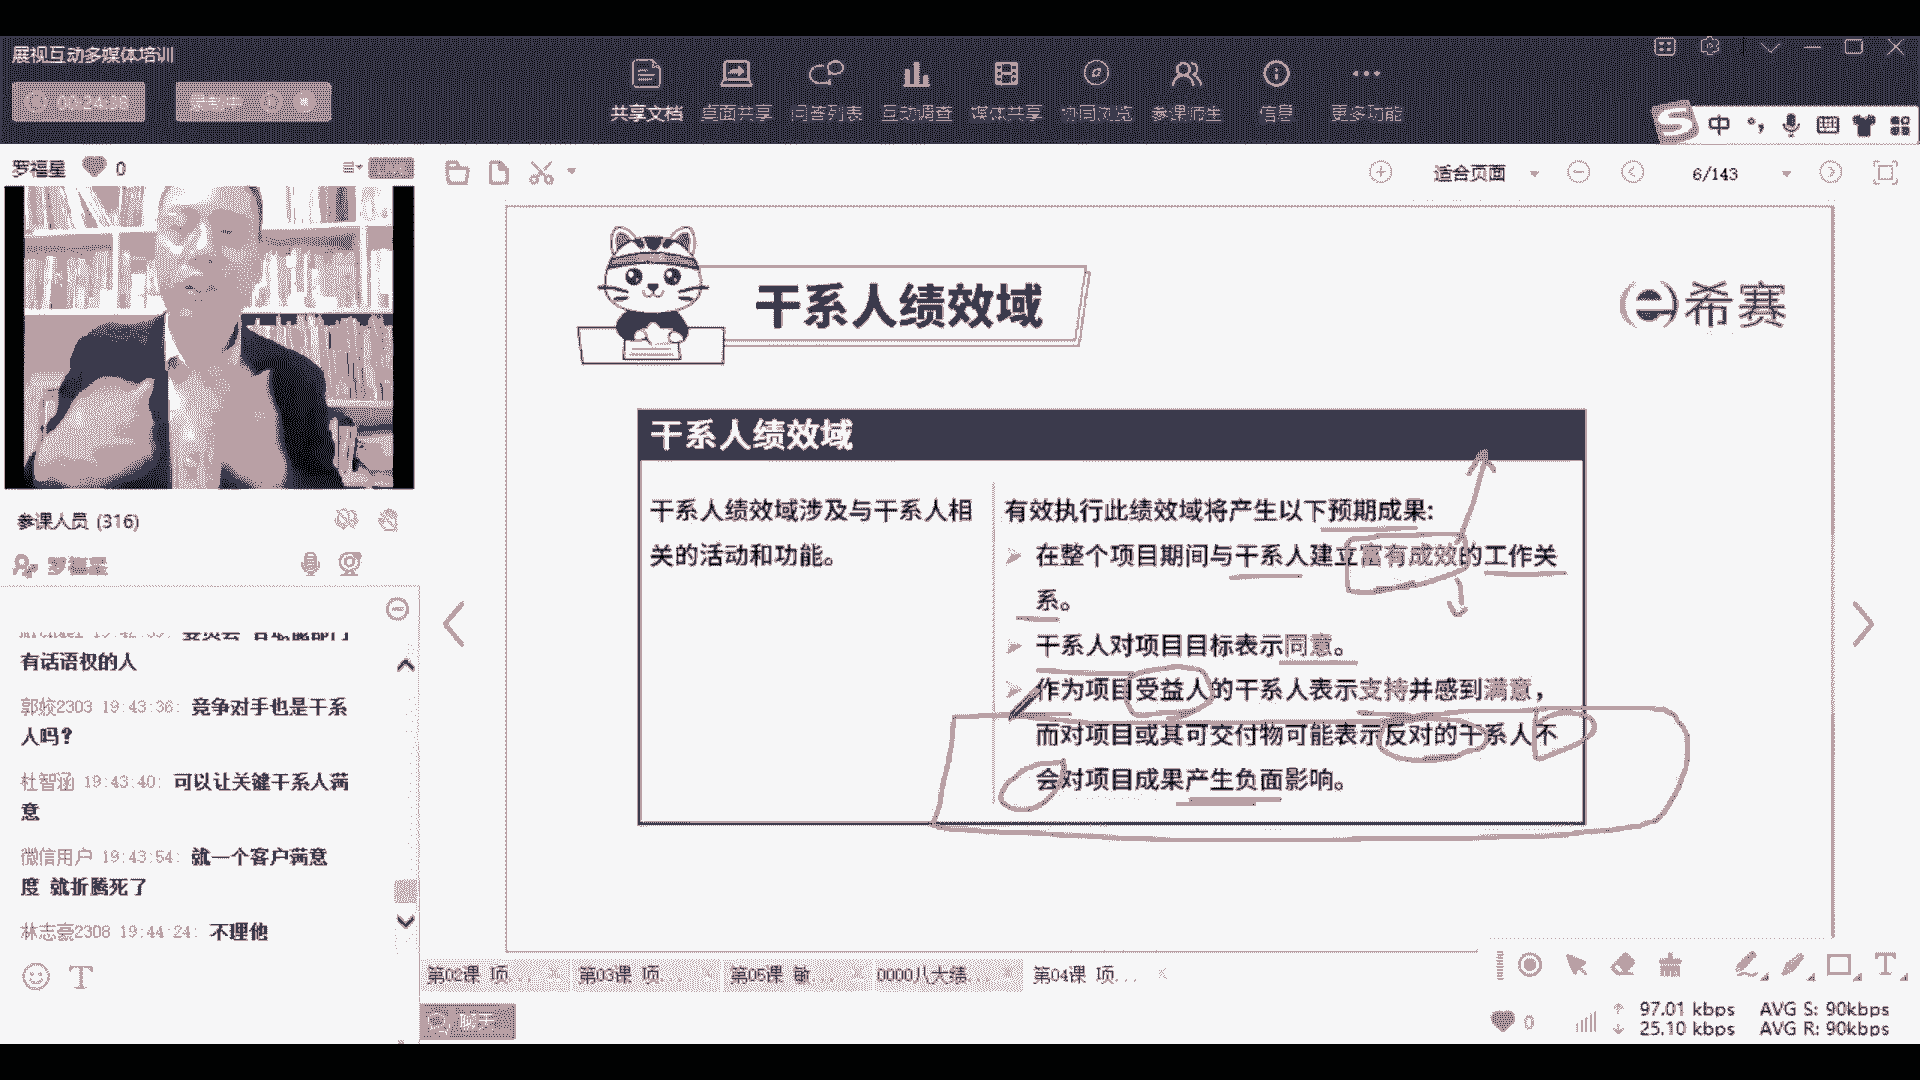 展视互动多媒体培训
00:24:28
录制中
共享文档 桌面共享 问答列表 互动调查 媒体共享 协同浏览 参课师生 信息 更多功能
中
罗福星 0
适合页面
6/143
干系人绩效域
希赛
干系人绩效域
干系人绩效域涉及与干系人相
关的活动和功能。
有效执行此绩效域将产生以下预期成果:
在整个项目期间与干系人建立富有成效的工作关
系。
干系人对项目目标表示同意。
作为项目受益人的干系人表示支持并感到满意，
而对项目或其可交付物可能表示反对的干系人不
会对项目成果产生负面影响。
参课人员 (316)
罗福星
有话语权的人
郭姣2303 19:43:36: 竞争对手也是干系
人吗?
杜智涵 19:43:40: 可以让关键干系人满
意
微信用户 19:43:54: 就一个客户满意
度 就折腾死了
林志豪2308 19:44:24: 不理他
第02课 项... 第03课 项... 第05课 敏... 0000八大绩... 第04课 项...
聊天
0
97.01 kbps AVG S: 90kbps
25.10 kbps AVG R: 90kbps